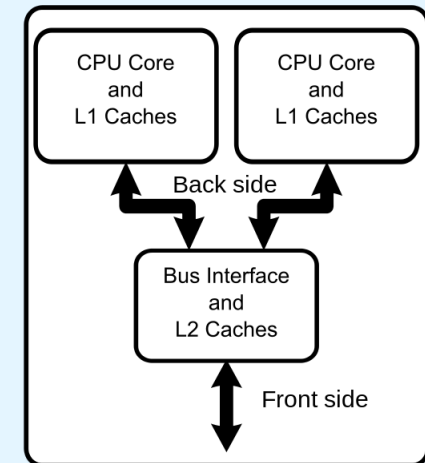 CPU Core
and
L1 Caches
CPU Core
and
L1 Caches
Back side
Bus Interface
and
L2 Caches
Front side